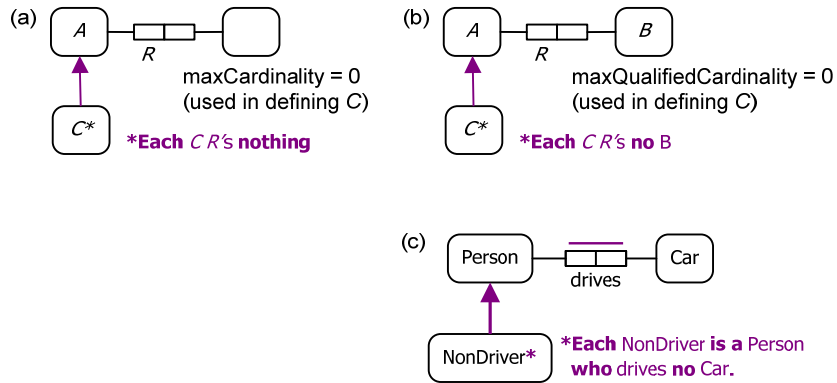 (a)
A
R
maxCardinality = 0
(used in defining C)
C*
*Each C R's nothing
(b)
A
B
R
maxQualifiedCardinality = 0
(used in defining C)
C*
*Each C R's no B
(c)
Person
Car
drives
NonDriver*
*Each NonDriver is a Person
who drives no Car.